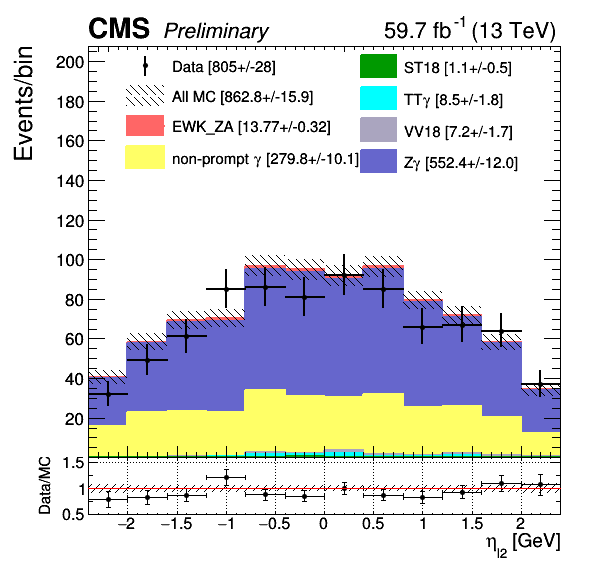 CMS Preliminary 59.7 fb⁻¹ (13 TeV)
Events/bin
200
180
160
140
120
100
80
60
40
20
Data [805+/-28]
All MC [862.8+/-15.9]
EWK_ZA [13.77+/-0.32]
non-prompt γ [279.8+/-10.1]
ST18 [1.1+/-0.5]
TTγ [8.5+/-1.8]
VV18 [7.2+/-1.7]
Zγ [552.4+/-12.0]
Data/MC
1.5
1
0.5
−2 −1.5 −1 −0.5 0 0.5 1 1.5 2
η_l2 [GeV]